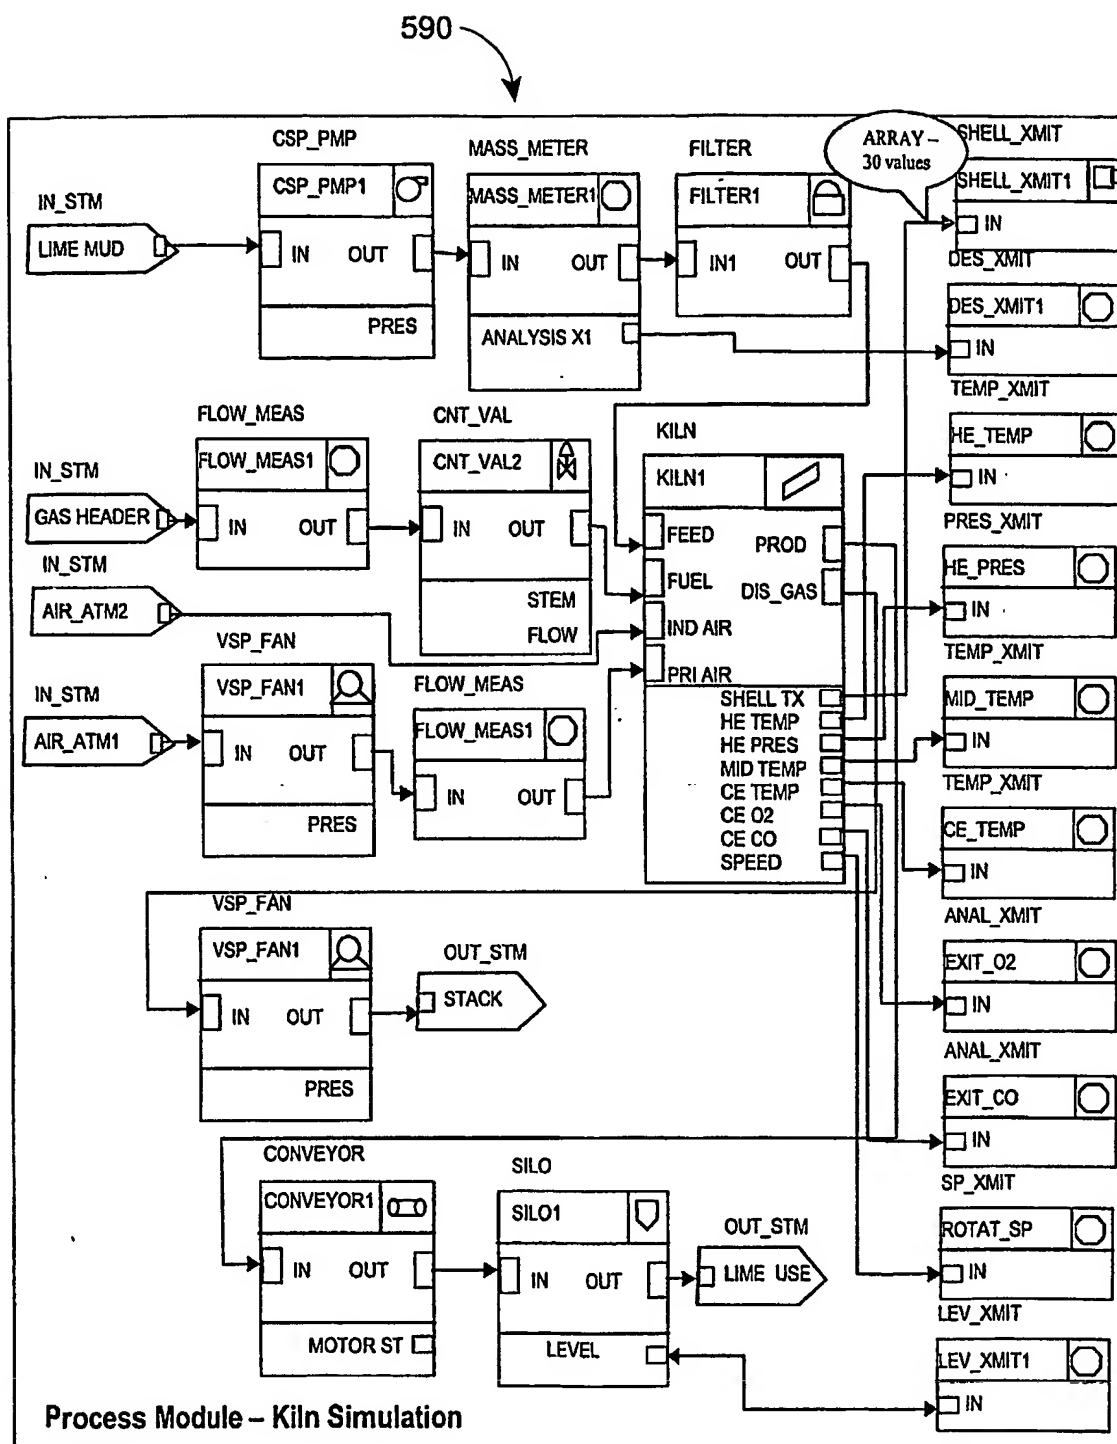 590
CSP_PMP
MASS_METER
FILTER
ARRAY –
30 values
SHELL_XMIT
CSP_PMP1
MASS_METER1
FILTER1
SHELL_XMIT1
IN_STM
LIME MUD
IN OUT
IN OUT
IN1 OUT
IN
DES_XMIT
PRES
ANALYSIS X1
DES_XMIT1
IN
TEMP_XMIT
FLOW_MEAS
CNT_VAL
KILN
HE_TEMP
FLOW_MEAS1
CNT_VAL2
KILN1
IN
IN_STM
GAS HEADER
IN OUT
IN OUT
FEED
PROD
PRES_XMIT
IN_STM
FUEL
DIS_GAS
HE_PRES
AIR_ATM2
STEM
FLOW
IND AIR
IN
VSP_FAN
PRI AIR
TEMP_XMIT
IN_STM
VSP_FAN1
FLOW_MEAS
SHELL TX
MID_TEMP
AIR_ATM1
IN OUT
FLOW_MEAS1
HE TEMP
HE PRES
IN
MID TEMP
TEMP_XMIT
IN OUT
CE TEMP
PRES
CE O2
CE_TEMP
CE CO
SPEED
IN
VSP_FAN
ANAL_XMIT
VSP_FAN1
OUT_STM
EXIT_O2
IN OUT
STACK
IN
ANAL_XMIT
PRES
EXIT_CO
IN
CONVEYOR
SILO
SP_XMIT
CONVEYOR1
SILO1
OUT_STM
ROTAT_SP
IN OUT
IN OUT
LIME USE
IN
LEV_XMIT
MOTOR ST
LEVEL
LEV_XMIT1
IN
Process Module – Kiln Simulation